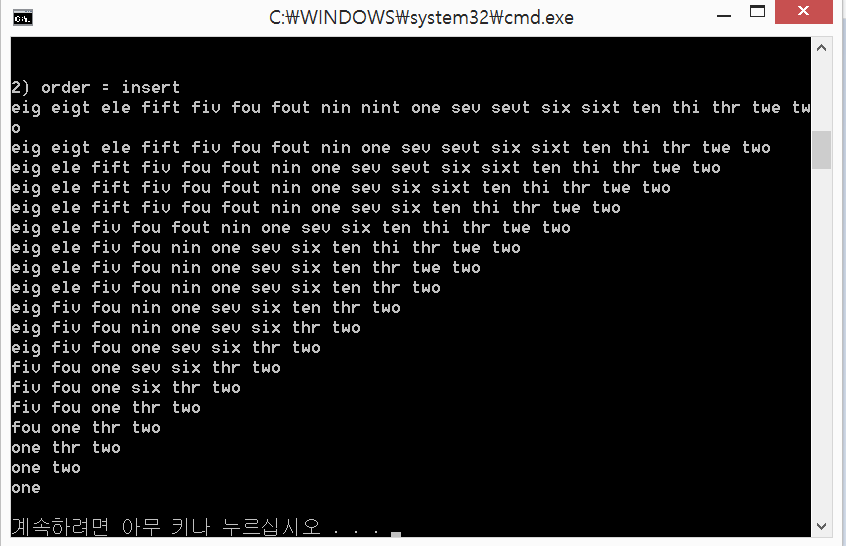 C:₩WINDOWS₩system32₩cmd.exe
2) order = insert
eig eigt ele fift fiv fou fout nin nint one sev sevt six sixt ten thi thr twe tw
o
eig eigt ele fift fiv fou fout nin one sev sevt six sixt ten thi thr twe two
eig ele fift fiv fou fout nin one sev sevt six sixt ten thi thr twe two
eig ele fift fiv fou fout nin one sev six sixt ten thi thr twe two
eig ele fift fiv fou fout nin one sev six ten thi thr twe two
eig ele fiv fou fout nin one sev six ten thi thr twe two
eig ele fiv fou nin one sev six ten thi thr twe two
eig ele fiv fou nin one sev six ten thr twe two
eig ele fiv fou nin one sev six ten thr two
eig fiv fou nin one sev six ten thr two
eig fiv fou nin one sev six thr two
eig fiv fou one sev six thr two
fiv fou one sev six thr two
fiv fou one six thr two
fiv fou one thr two
fou one thr two
one thr two
one two
one
계속하려면 아무 키나 누르십시오 . . .